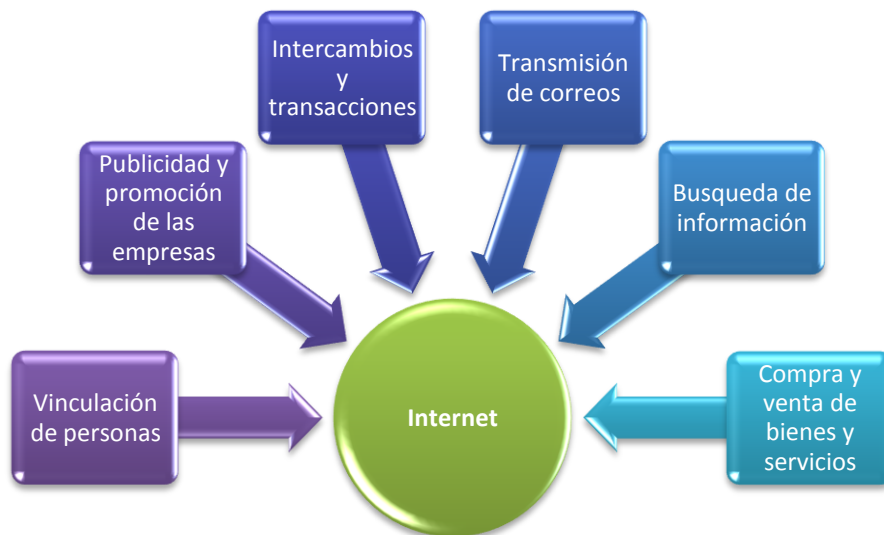 Vinculación
de personas
Publicidad y
promoción
de las
empresas
Intercambios
y
transacciones
Transmisión
de correos
Busqueda de
información
Compra y
venta de
bienes y
servicios
Internet